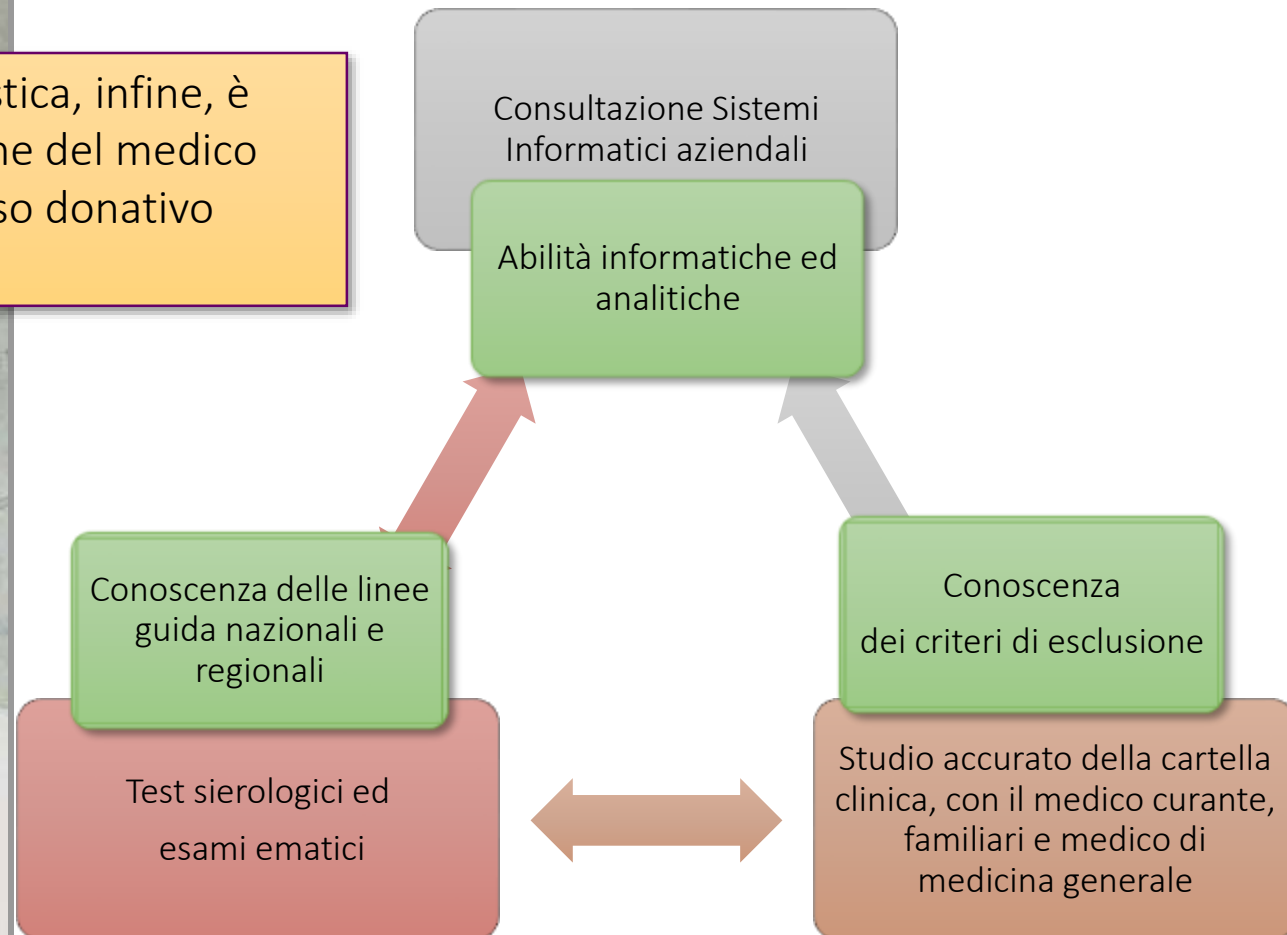 stica, infine, è
ne del medico
so donativo
Consultazione Sistemi
Informatici aziendali
Abilità informatiche ed
analitiche
Conoscenza delle linee
guida nazionali e
regionali
Test sierologici ed
esami ematici
Conoscenza
dei criteri di esclusione
Studio accurato della cartella
clinica, con il medico curante,
familiari e medico di
medicina generale